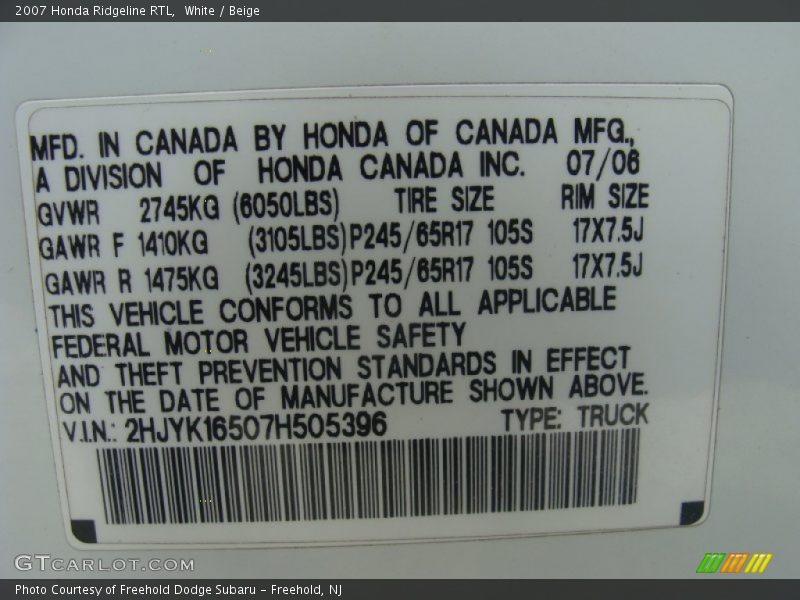 2007 Honda Ridgeline RTL,  White / Beige
MFD. IN CANADA BY HONDA OF CANADA MFG.,
A DIVISION OF HONDA CANADA INC. 07/06
GVWR 2745KG (6050LBS) TIRE SIZE RIM SIZE
GAWR F 1410KG (3105LBS) P245/65R17 105S 17X7.5J
GAWR R 1475KG (3245LBS) P245/65R17 105S 17X7.5J
THIS VEHICLE CONFORMS TO ALL APPLICABLE
FEDERAL MOTOR VEHICLE SAFETY
AND THEFT PREVENTION STANDARDS IN EFFECT
ON THE DATE OF MANUFACTURE SHOWN ABOVE.
V.I.N.: 2HJYK16507H505396 TYPE: TRUCK
GTCARLOT.COM
Photo Courtesy of Freehold Dodge Subaru - Freehold, NJ